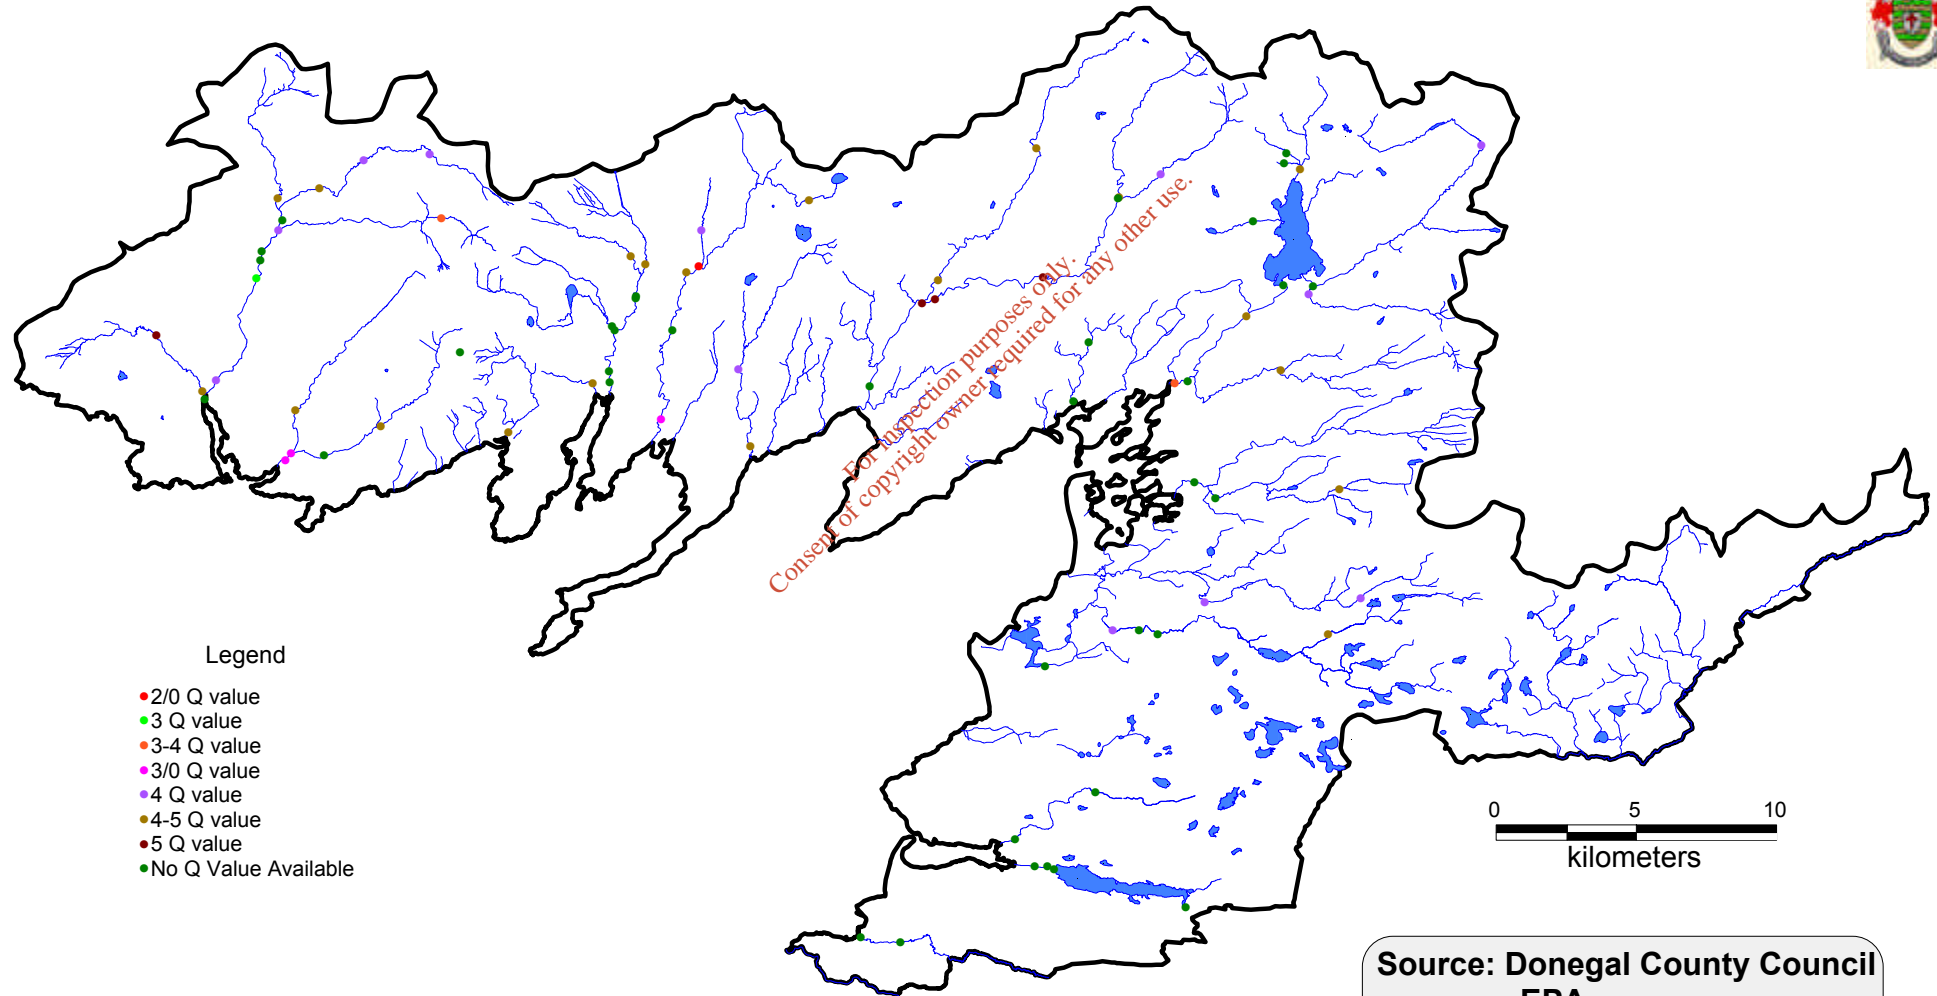 For inspection purposes only.
Consent of copyright owner required for any other use.
Legend
2/0 Q value
3 Q value
3-4 Q value
3/0 Q value
4 Q value
4-5 Q value
5 Q value
No Q Value Available
0 5 10
kilometers
Source: Donegal County Council
EPA